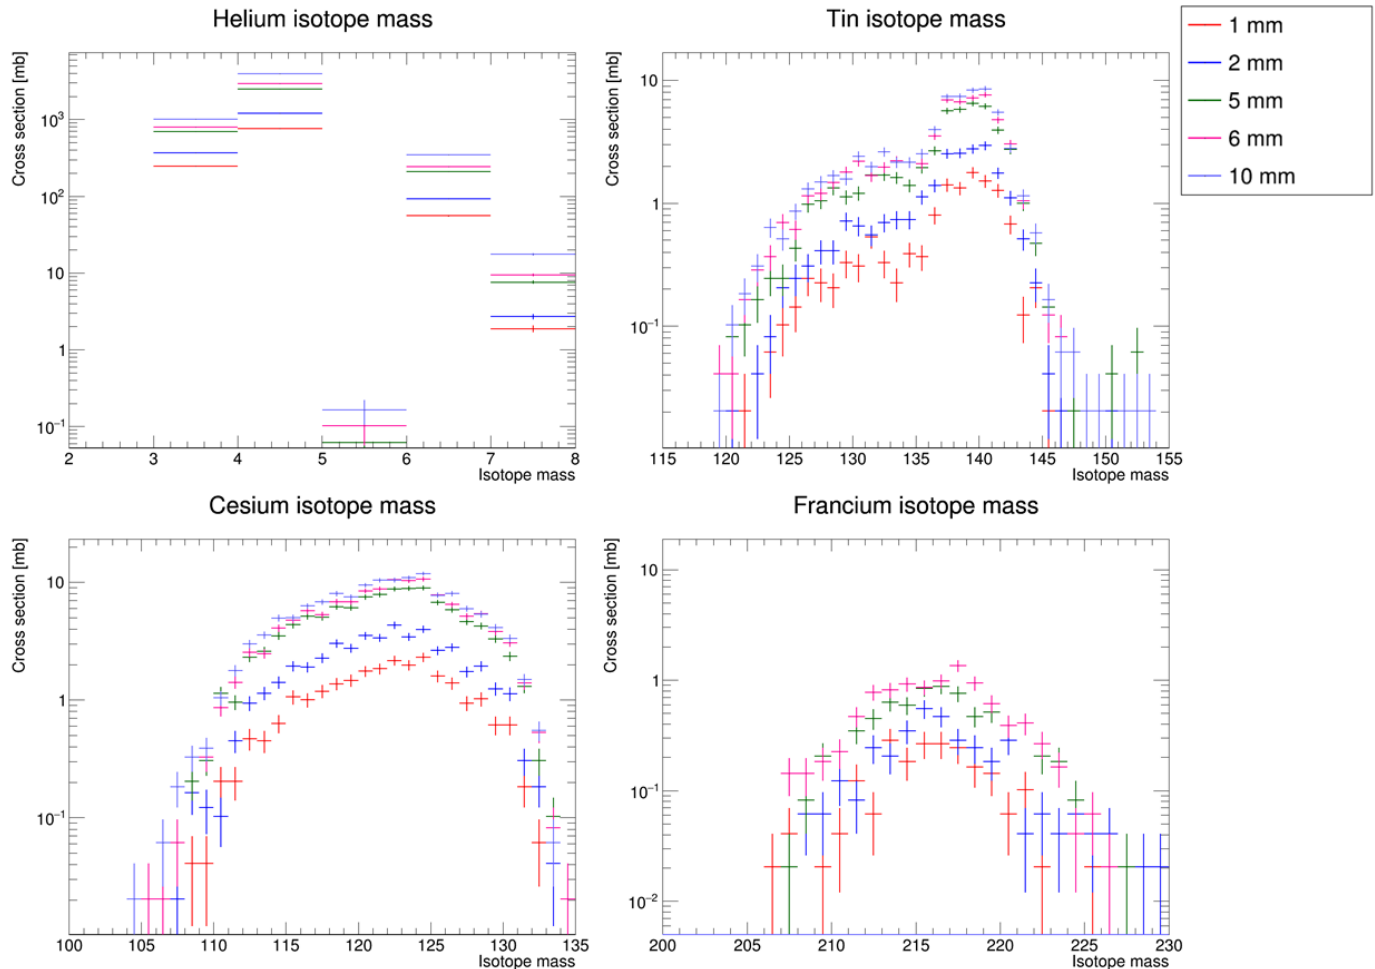 Helium isotope mass
Cross section [mb]
10³
10²
10
1
10⁻¹
2 3 4 5 6 7 8
Isotope mass
Tin isotope mass
Cross section [mb]
10
1
10⁻¹
115 120 125 130 135 140 145 150 155
Isotope mass
1 mm
2 mm
5 mm
6 mm
10 mm
Cesium isotope mass
Cross section [mb]
10
1
10⁻¹
100 105 110 115 120 125 130 135
Isotope mass
Francium isotope mass
Cross section [mb]
10
1
10⁻¹
10⁻²
200 205 210 215 220 225 230
Isotope mass